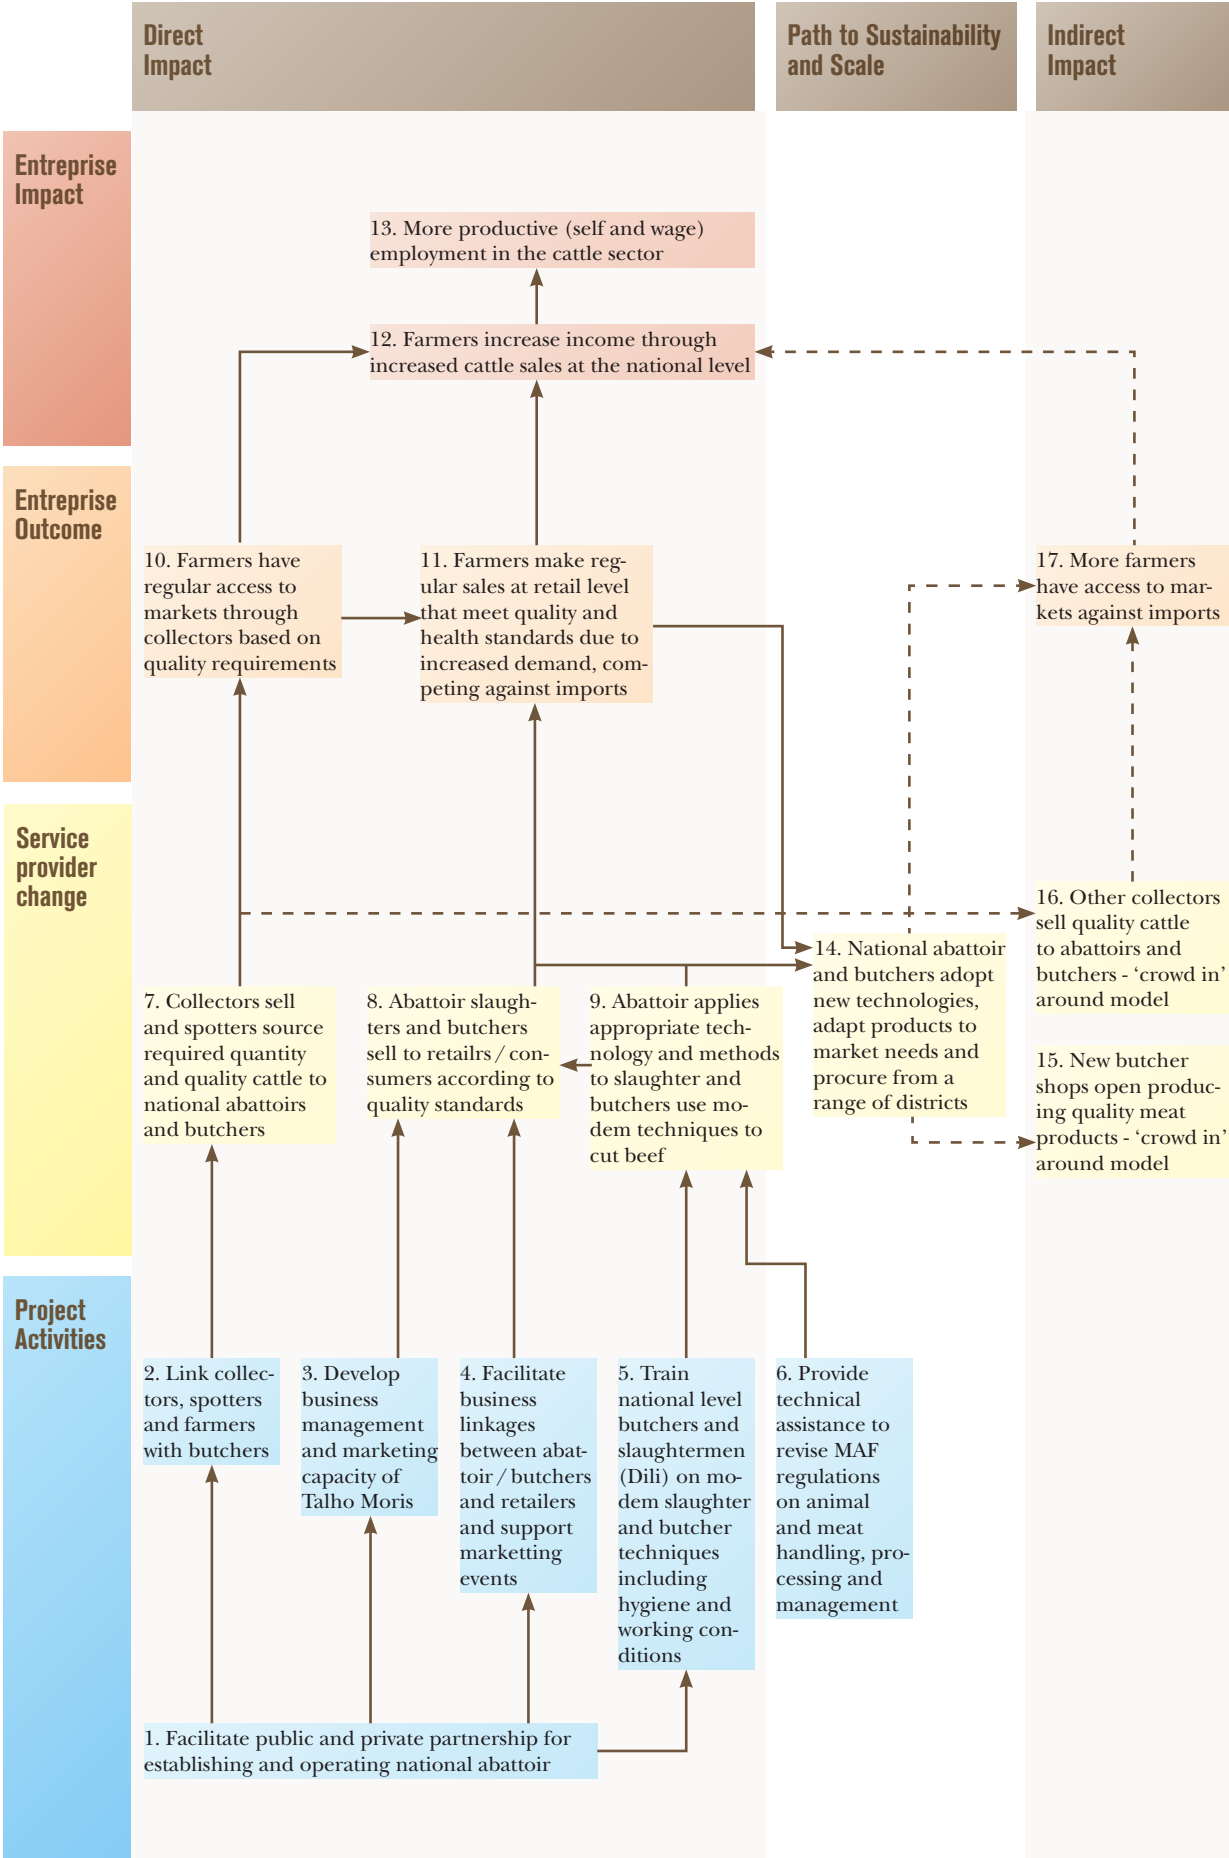 Direct
Impact
Path to Sustainability
and Scale
Indirect
Impact
Entreprise
Impact
13. More productive (self and wage)
employment in the cattle sector
12. Farmers increase income through
increased cattle sales at the national level
Entreprise
Outcome
10. Farmers have
regular access to
markets through
collectors based on
quality requirements
11. Farmers make reg-
ular sales at retail level
that meet quality and
health standards due to
increased demand, com-
peting against imports
17. More farmers
have access to mar-
kets against imports
Service
provider
change
7. Collectors sell
and spotters source
required quantity
and quality cattle to
national abattoirs
and butchers
8. Abattoir slaugh-
ters and butchers
sell to retailrs / con-
sumers according to
quality standards
9. Abattoir applies
appropriate tech-
nology and methods
to slaughter and
butchers use mo-
dem techniques to
cut beef
14. National abattoir
and butchers adopt
new technologies,
adapt products to
market needs and
procure from a
range of districts
16. Other collectors
sell quality cattle
to abattoirs and
butchers - ‘crowd in’
around model
15. New butcher
shops open produc-
ing quality meat
products - ‘crowd in’
around model
Project
Activities
2. Link collec-
tors, spotters
and farmers
with butchers
3. Develop
business
management
and marketing
capacity of
Talho Moris
4. Facilitate
business
linkages
between abat-
toir / butchers
and retailers
and support
marketting
events
5. Train
national level
butchers and
slaughtermen
(Dili) on mo-
dem slaughter
and butcher
techniques
including
hygiene and
working con-
ditions
6. Provide
technical
assistance to
revise MAF
regulations
on animal
and meat
handling, pro-
cessing and
management
1. Facilitate public and private partnership for
establishing and operating national abattoir